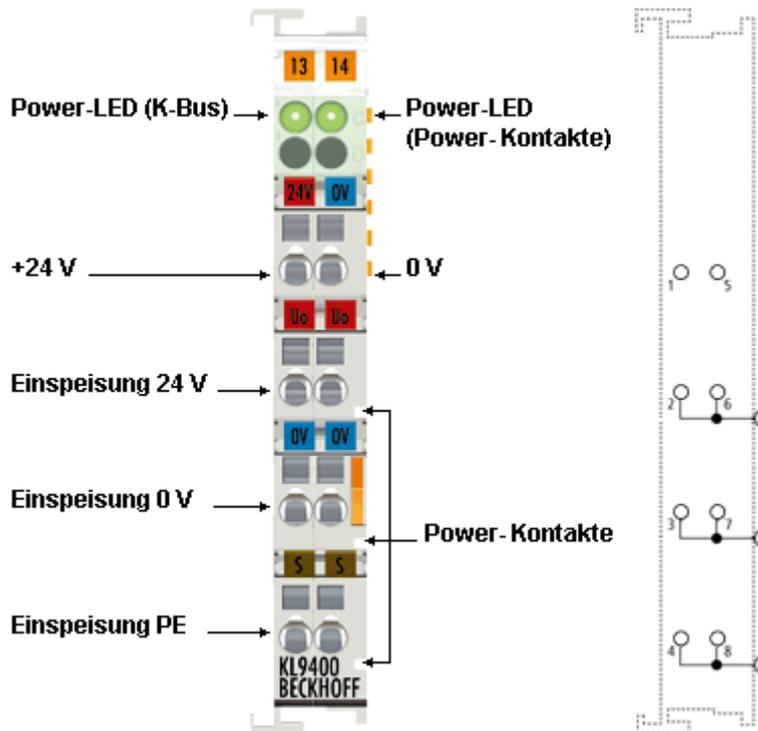 13 14
Power-LED (K-Bus)
Power-LED
(Power-Kontakte)
24V 0V
+24 V
0 V
Uo Uo
Einspeisung 24 V
0V 0V
Einspeisung 0 V
Power-Kontakte
S S
Einspeisung PE
KL9400
BECKHOFF
1 5
2 6
3 7
4 8